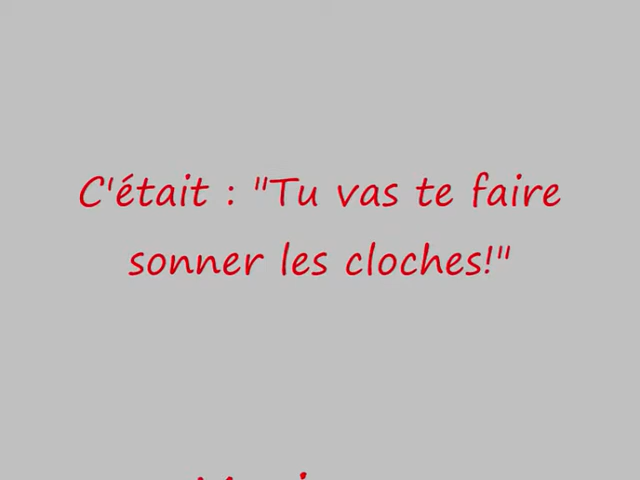 C'était : "Tu vas te faire
sonner les cloches!"